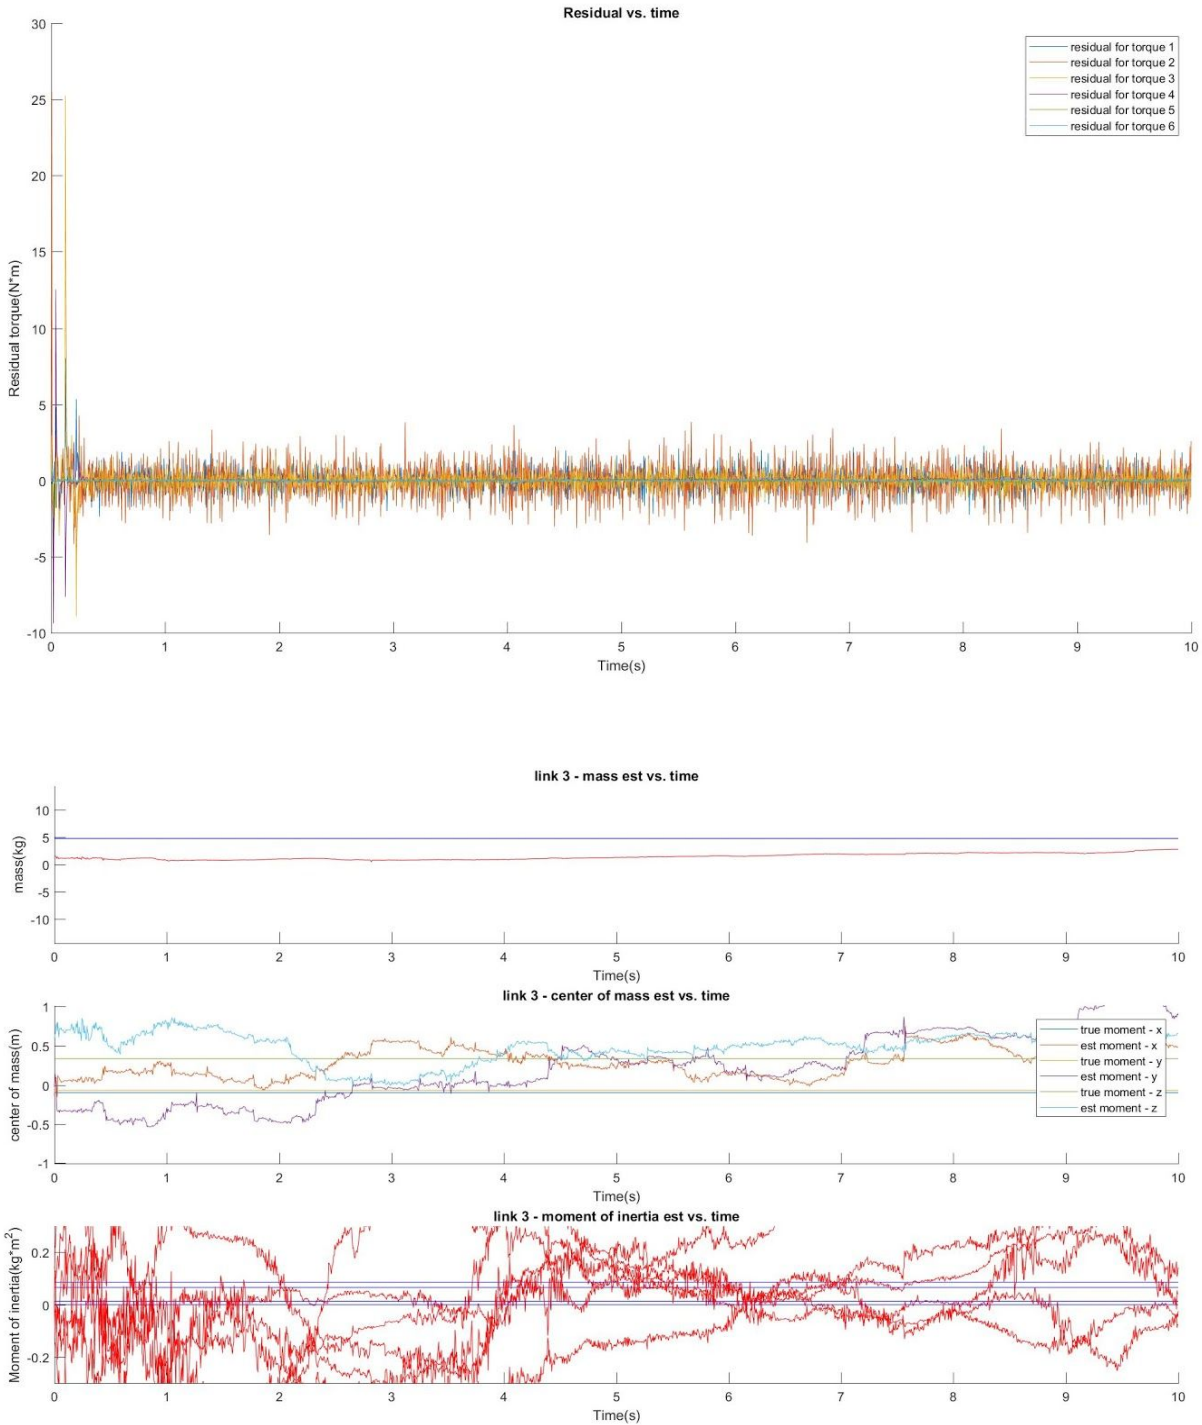 Residual vs. time
30
25
20
15
10
5
0
-5
-10
Residual torque(N*m)
residual for torque 1
residual for torque 2
residual for torque 3
residual for torque 4
residual for torque 5
residual for torque 6
0 1 2 3 4 5 6 7 8 9 10
Time(s)
link 3 - mass est vs. time
10
5
0
-5
-10
mass(kg)
0 1 2 3 4 5 6 7 8 9 10
Time(s)
link 3 - center of mass est vs. time
1
0.5
0
-0.5
-1
center of mass(m)
true moment - x
est moment - x
true moment - y
est moment - y
true moment - z
est moment - z
0 1 2 3 4 5 6 7 8 9 10
Time(s)
link 3 - moment of inertia est vs. time
0.2
0
-0.2
Moment of inertia(kg*m²)
0 1 2 3 4 5 6 7 8 9 10
Time(s)